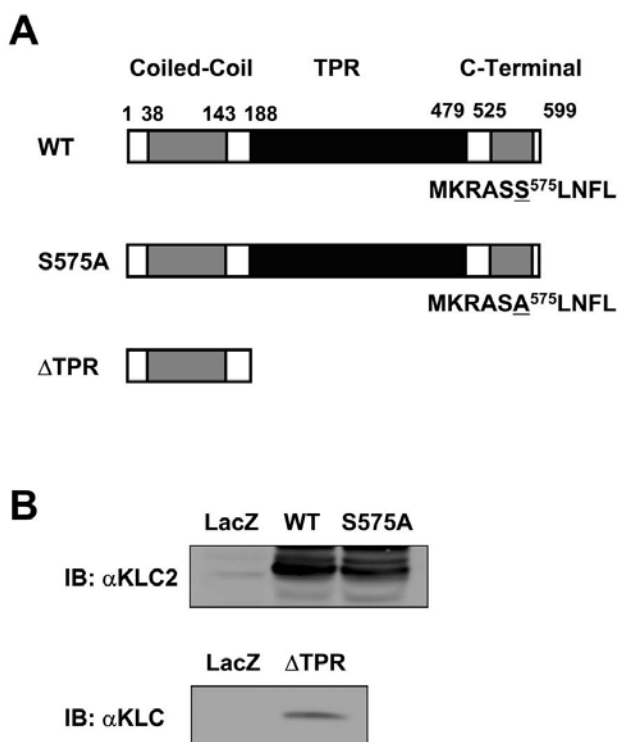 A
Coiled-Coil TPR C-Terminal
1 38 143 188 479 525 599
WT
MKRASS575LNFL
S575A
MKRASA575LNFL
ΔTPR
B
LacZ WT S575A
IB: αKLC2
LacZ ΔTPR
IB: αKLC